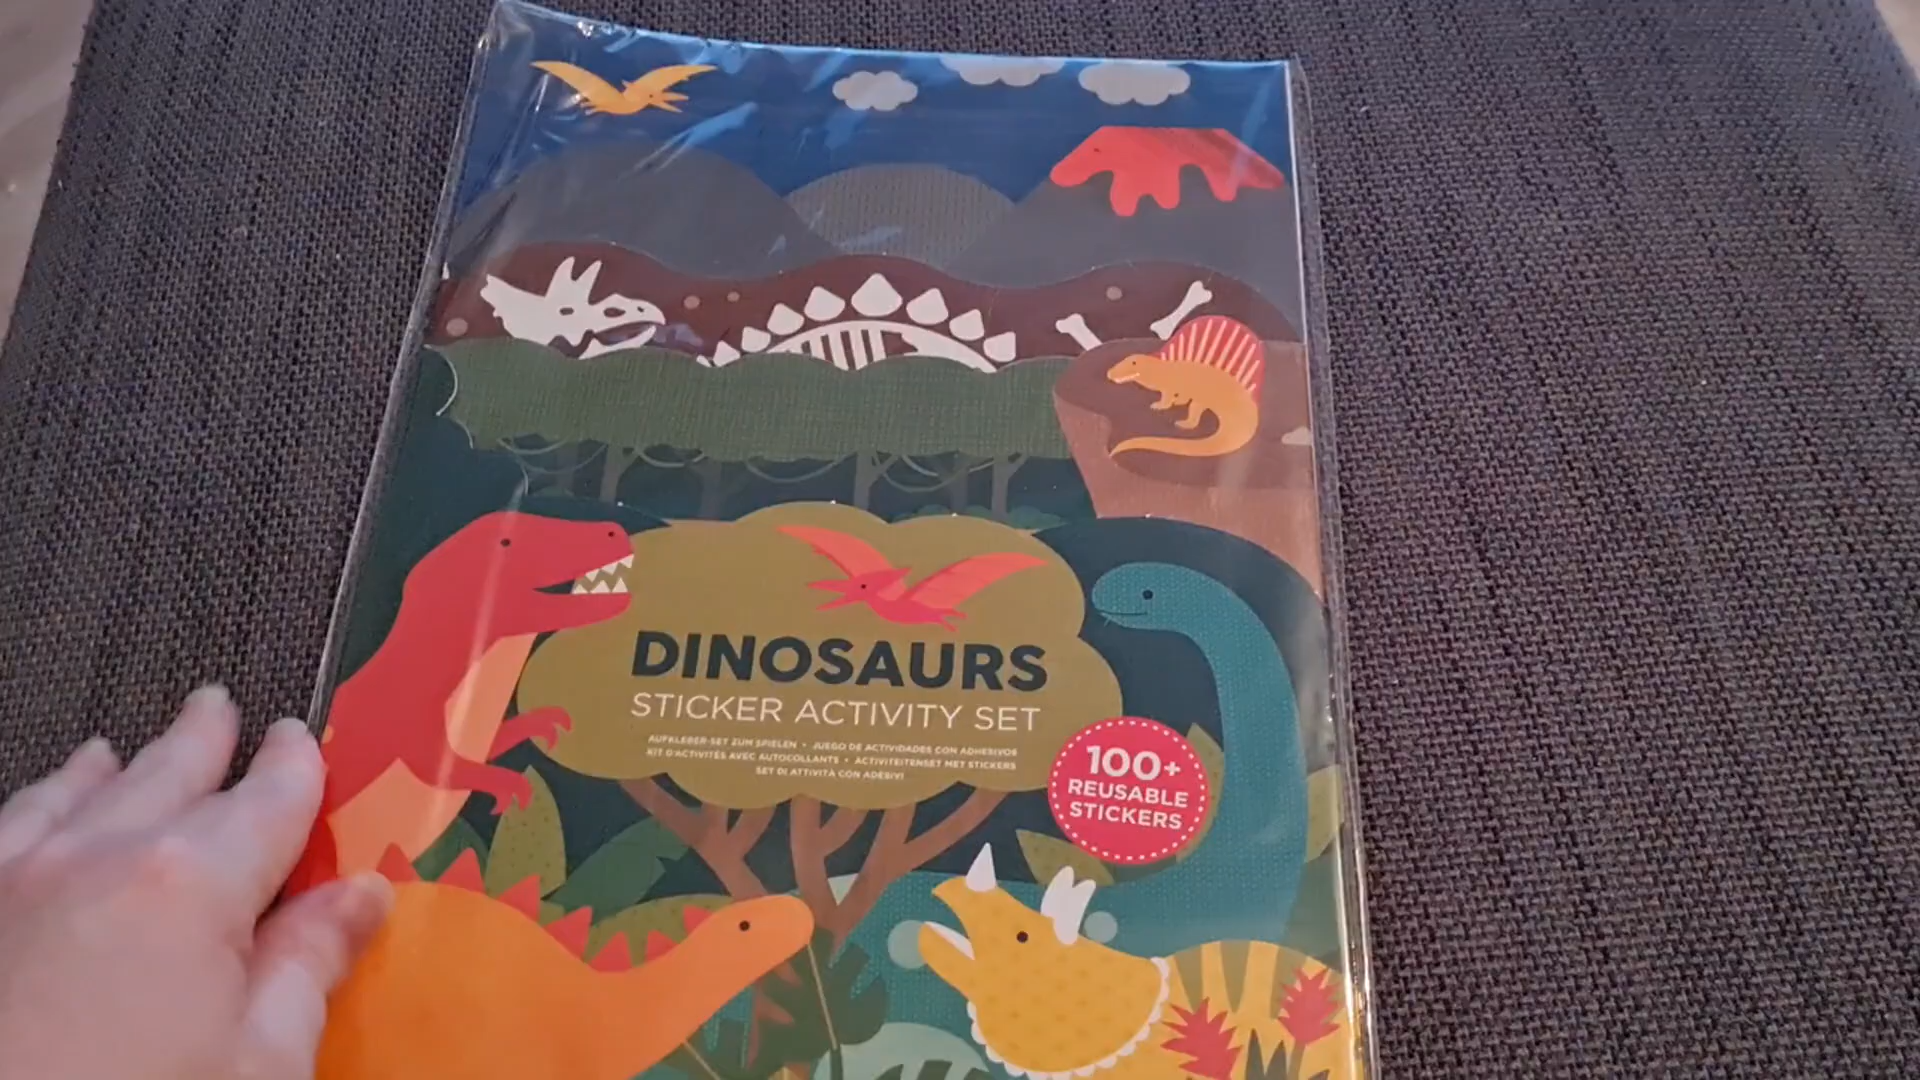 DINOSAURS
STICKER ACTIVITY SET
AUFKLEBER-SET ZUM SPIELEN • JUEGO DE ACTIVIDADES CON ADHESIVOS
KIT D'ACTIVITÉS AVEC AUTOCOLLANTS • ACTIVITEITENSET MET STICKERS
SET DI ATTIVITÀ CON ADESIVI
100+
REUSABLE
STICKERS